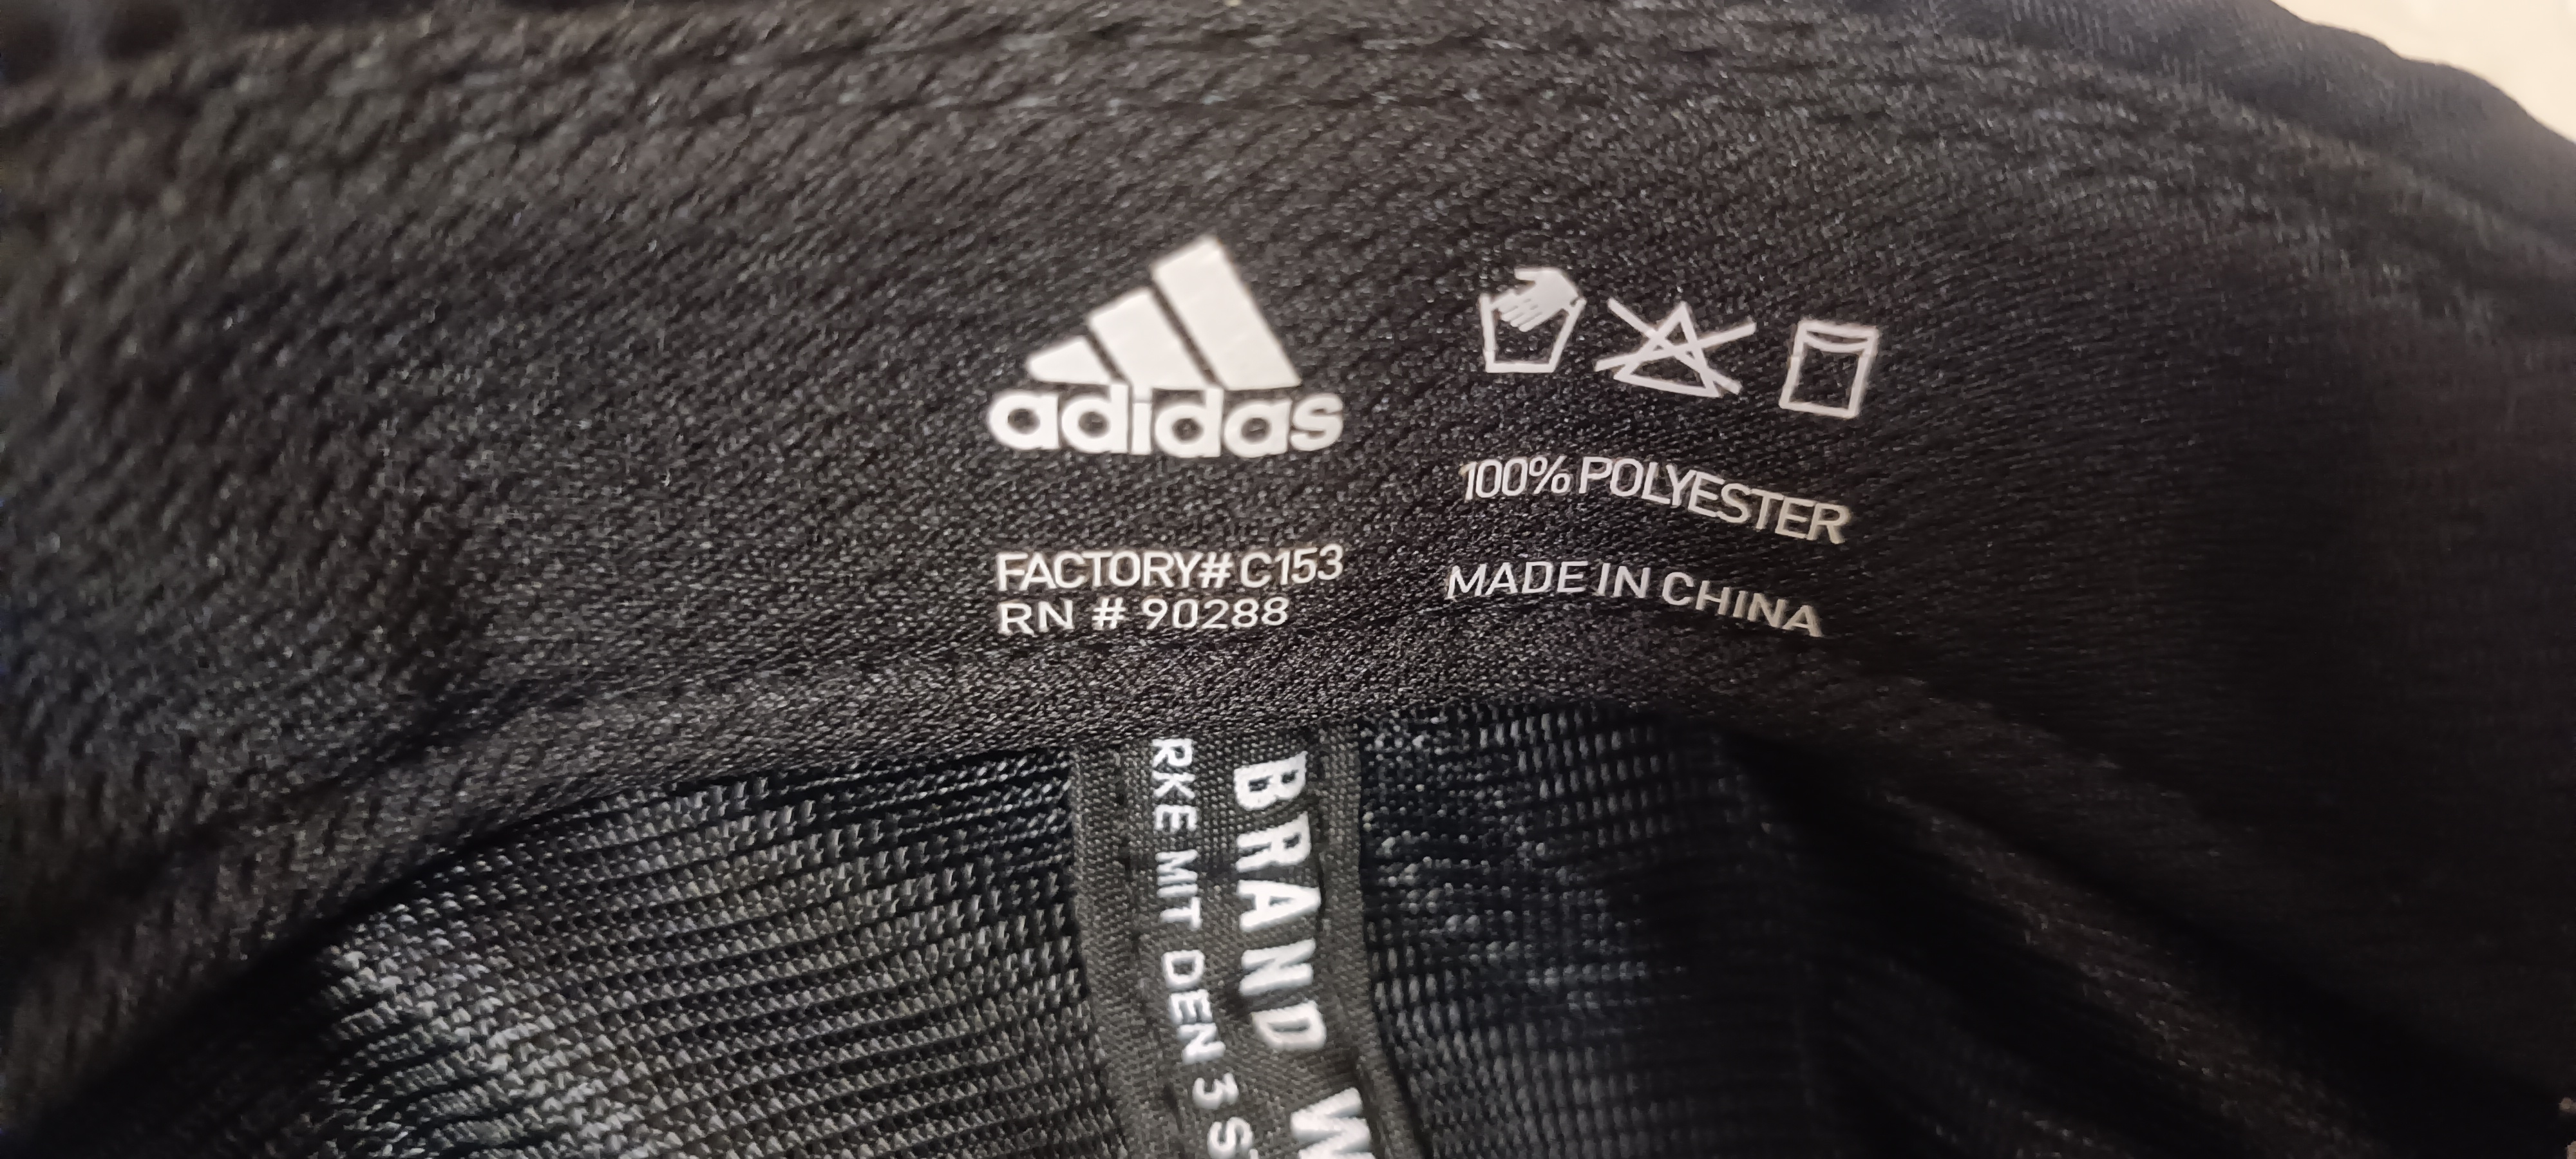 adidas
FACTORY# C153
RN # 90288
100% POLYESTER
MADE IN CHINA
BRAND W
RKE MIT DEN 3 S